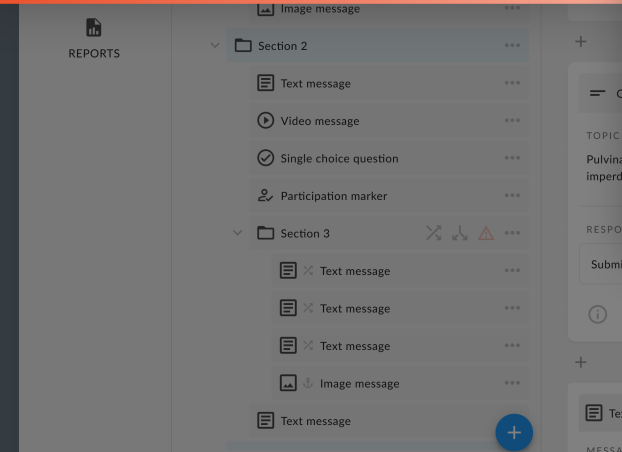 Image message
REPORTS
Section 2
Text message
Video message
Single choice question
Participation marker
Section 3
Text message
Text message
Text message
Image message
Text message
TOPIC
Pulvina
imperd
RESPO
Submi
Te
MESSA